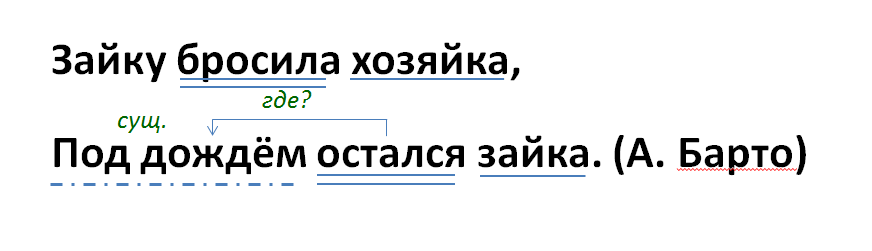 Зайку бросила хозяйка,
где?
сущ.
Под дождём остался зайка. (А. Барто)